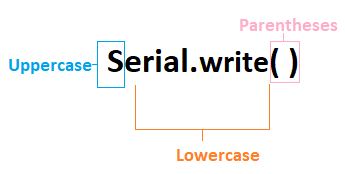 Parentheses
Uppercase Serial.write( )
Lowercase